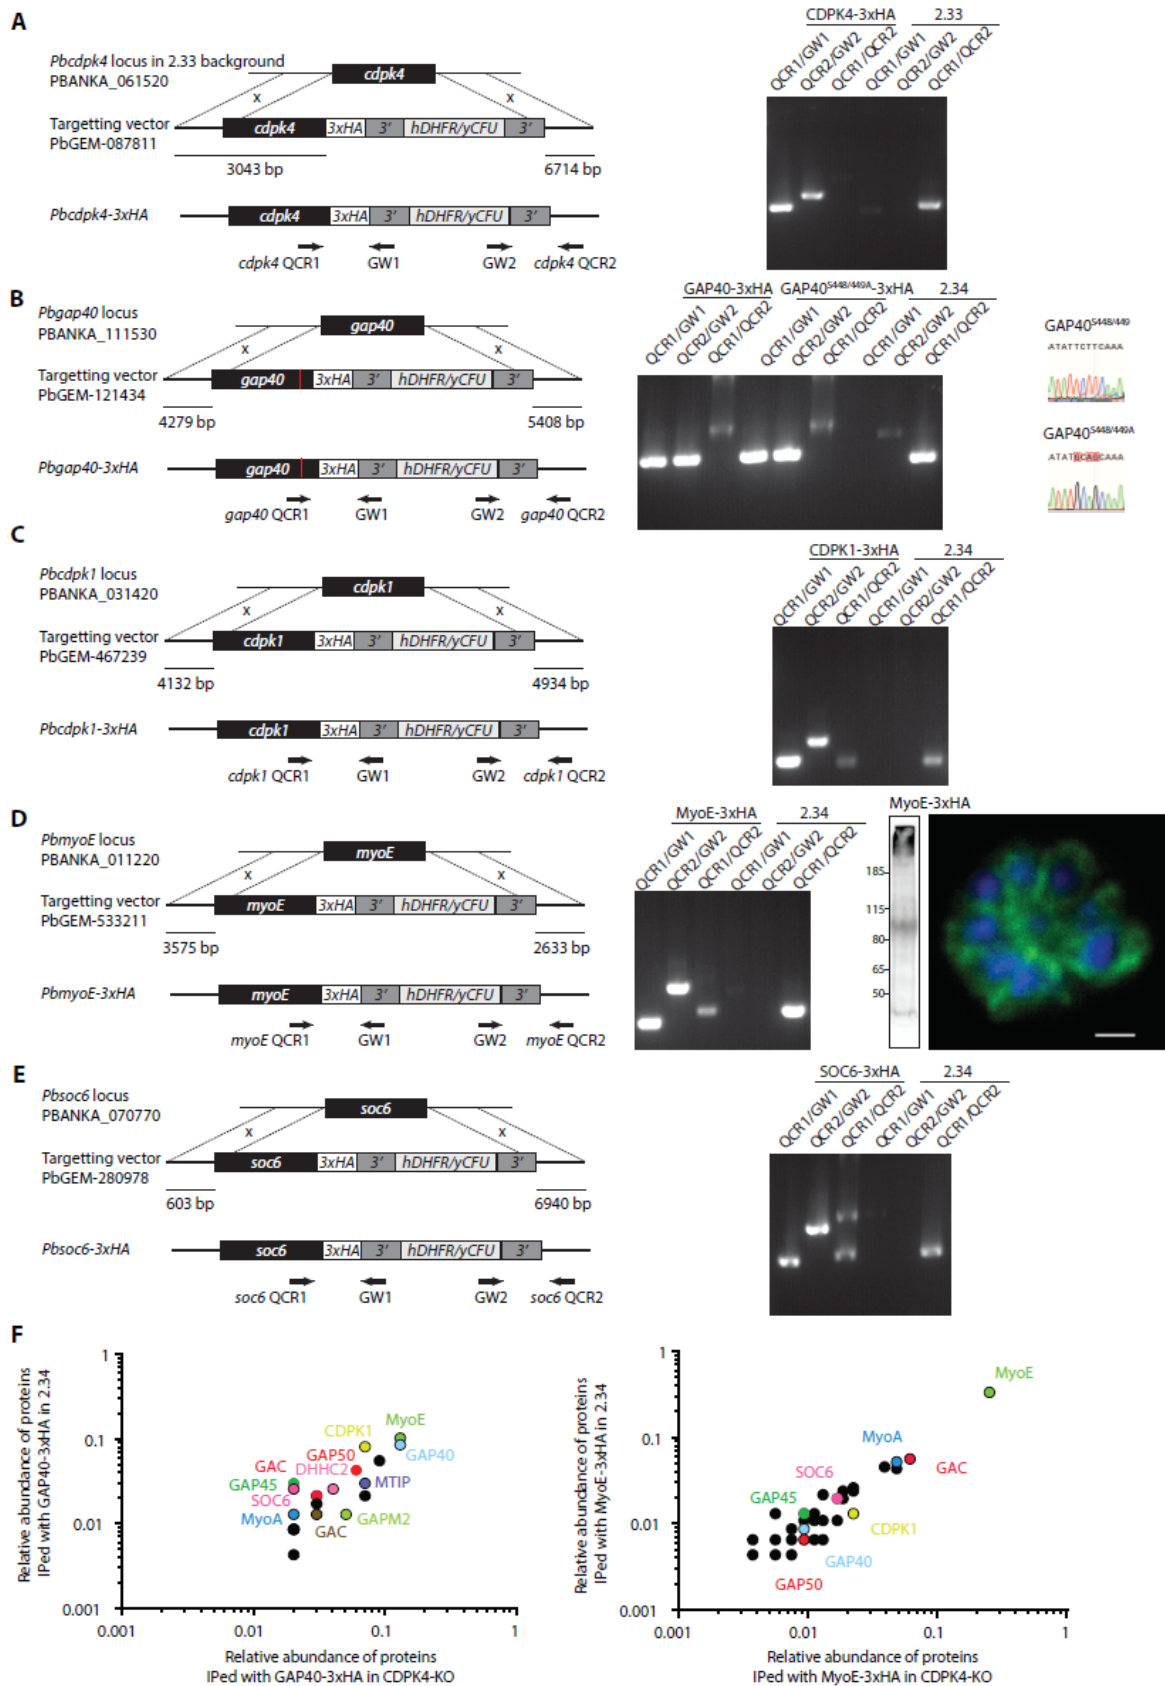 A
Pbcdpk4 locus in 2.33 background
PBANKA_061520
cdpk4
x
x
Targetting vector
PbGEM-087811
cdpk4
3xHA
3'
hDHFR/yCFU
3'
3043 bp
6714 bp
Pbcdpk4-3xHA
cdpk4
3xHA
3'
hDHFR/yCFU
3'
cdpk4 QCR1
GW1
GW2
cdpk4 QCR2
CDPK4-3xHA
2.33
QCR1/GW1
QCR2/GW2
QCR1/QCR2
QCR1/GW1
QCR2/GW2
QCR1/QCR2
B
Pbgap40 locus
PBANKA_111530
gap40
x
x
Targetting vector
PbGEM-121434
gap40
3xHA
3'
hDHFR/yCFU
3'
4279 bp
5408 bp
Pbgap40-3xHA
gap40
3xHA
3'
hDHFR/yCFU
3'
gap40 QCR1
GW1
GW2
gap40 QCR2
GAP40-3xHA
GAP40S448/449A-3xHA
2.34
QCR1/GW1
QCR2/GW2
QCR1/QCR2
QCR1/GW1
QCR2/GW2
QCR1/QCR2
QCR1/GW1
QCR2/GW2
QCR1/QCR2
GAP40S448/449
ATATTCTTCAAA
GAP40S448/449A
ATATGCAGCAAA
C
Pbcdpk1 locus
PBANKA_031420
cdpk1
x
x
Targetting vector
PbGEM-467239
cdpk1
3xHA
3'
hDHFR/yCFU
3'
4132 bp
4934 bp
Pbcdpk1-3xHA
cdpk1
3xHA
3'
hDHFR/yCFU
3'
cdpk1 QCR1
GW1
GW2
cdpk1 QCR2
CDPK1-3xHA
2.34
QCR1/GW1
QCR2/GW2
QCR1/QCR2
QCR1/GW1
QCR2/GW2
QCR1/QCR2
D
PbmyoE locus
PBANKA_011220
myoE
x
x
Targetting vector
PbGEM-533211
myoE
3xHA
3'
hDHFR/yCFU
3'
3575 bp
2633 bp
PbmyoE-3xHA
myoE
3xHA
3'
hDHFR/yCFU
3'
myoE QCR1
GW1
GW2
myoE QCR2
MyoE-3xHA
2.34
QCR1/GW1
QCR2/GW2
QCR1/QCR2
QCR1/GW1
QCR2/GW2
QCR1/QCR2
MyoE-3xHA
185
115
80
65
50
E
Pbsoc6 locus
PBANKA_070770
soc6
x
x
Targetting vector
PbGEM-280978
soc6
3xHA
3'
hDHFR/yCFU
3'
603 bp
6940 bp
Pbsoc6-3xHA
soc6
3xHA
3'
hDHFR/yCFU
3'
soc6 QCR1
GW1
GW2
soc6 QCR2
SOC6-3xHA
2.34
QCR1/GW1
QCR2/GW2
QCR1/QCR2
QCR1/GW1
QCR2/GW2
QCR1/QCR2
F
Relative abundance of proteins
IPed with GAP40-3xHA in 2.34
1
0.1
0.01
0.001
MyoE
CDPK1
GAP40
GAP50
GAC
DHHC2
GAP45
MTIP
SOC6
MyoA
GAPM2
GAC
0.001
0.01
0.1
1
Relative abundance of proteins
IPed with GAP40-3xHA in CDPK4-KO
Relative abundance of proteins
IPed with MyoE-3xHA in 2.34
1
0.1
0.01
0.001
MyoE
MyoA
GAC
SOC6
GAP45
CDPK1
GAP40
GAP50
0.001
0.01
0.1
1
Relative abundance of proteins
IPed with MyoE-3xHA in CDPK4-KO